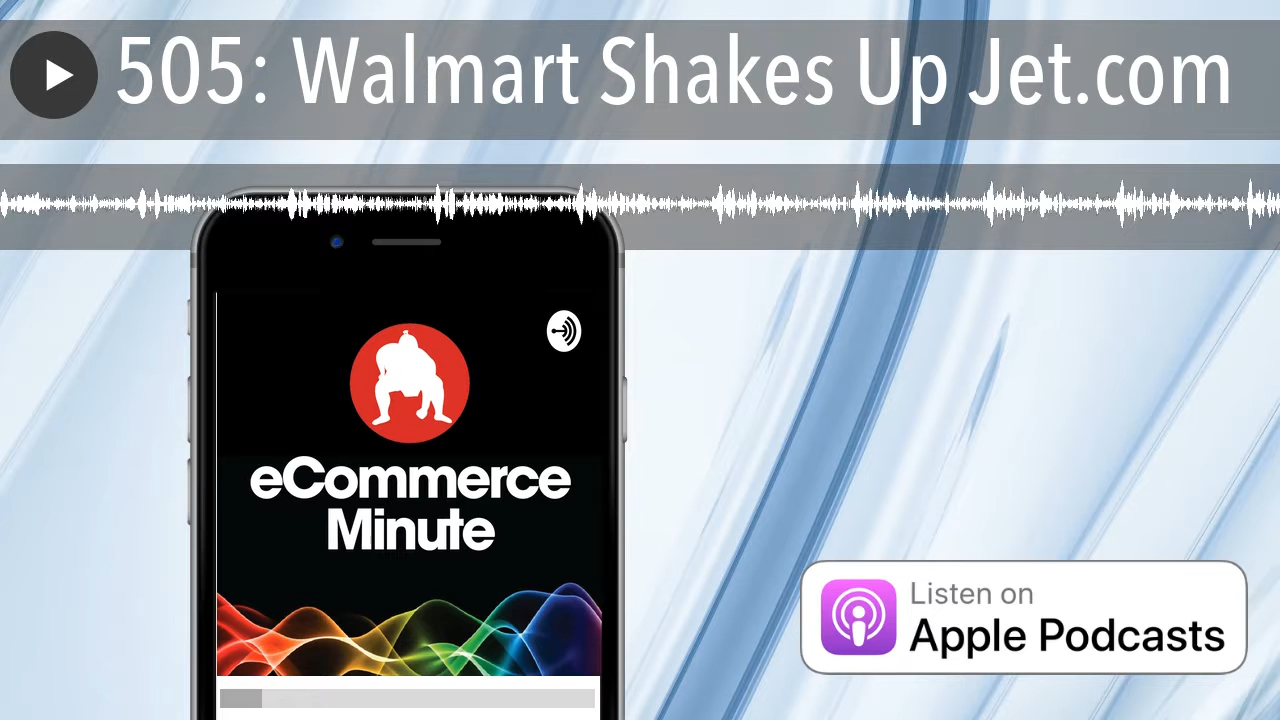 505: Walmart Shakes Up Jet.com
eCommerce
Minute
Listen on
Apple Podcasts